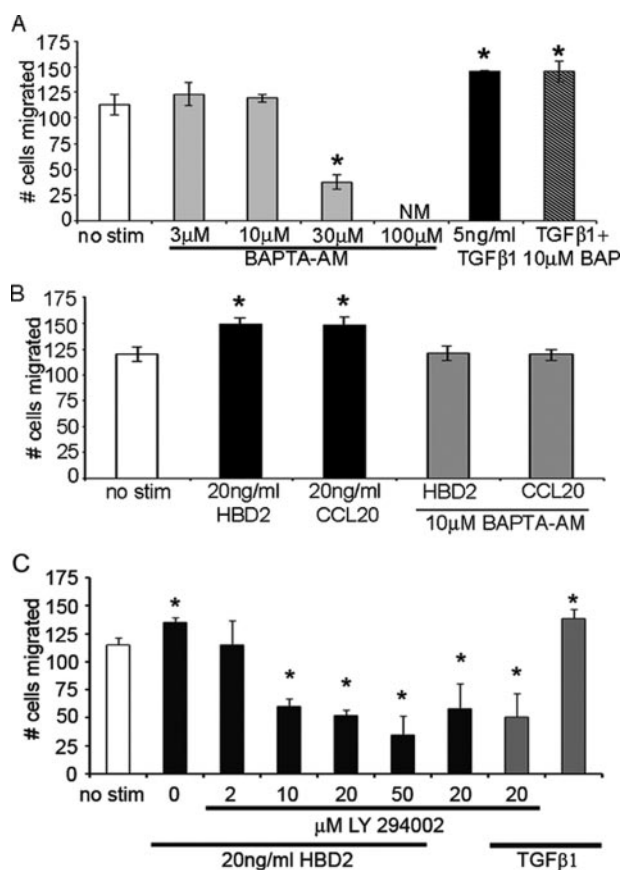 A
# cells migrated
175
150
125
100
75
50
25
0
* * *
NM
no stim 3μM 10μM 30μM 100μM 5ng/ml TGFβ1+
BAPTA-AM TGFβ1 10μM BAP
B
# cells migrated
175
150
125
100
75
50
25
0
* *
no stim 20ng/ml 20ng/ml HBD2 CCL20
HBD2 CCL20 10μM BAPTA-AM
C
# cells migrated
175
150
125
100
75
50
25
0
* * * * * * *
no stim 0 2 10 20 50 20 20
μM LY 294002
20ng/ml HBD2 TGFβ1